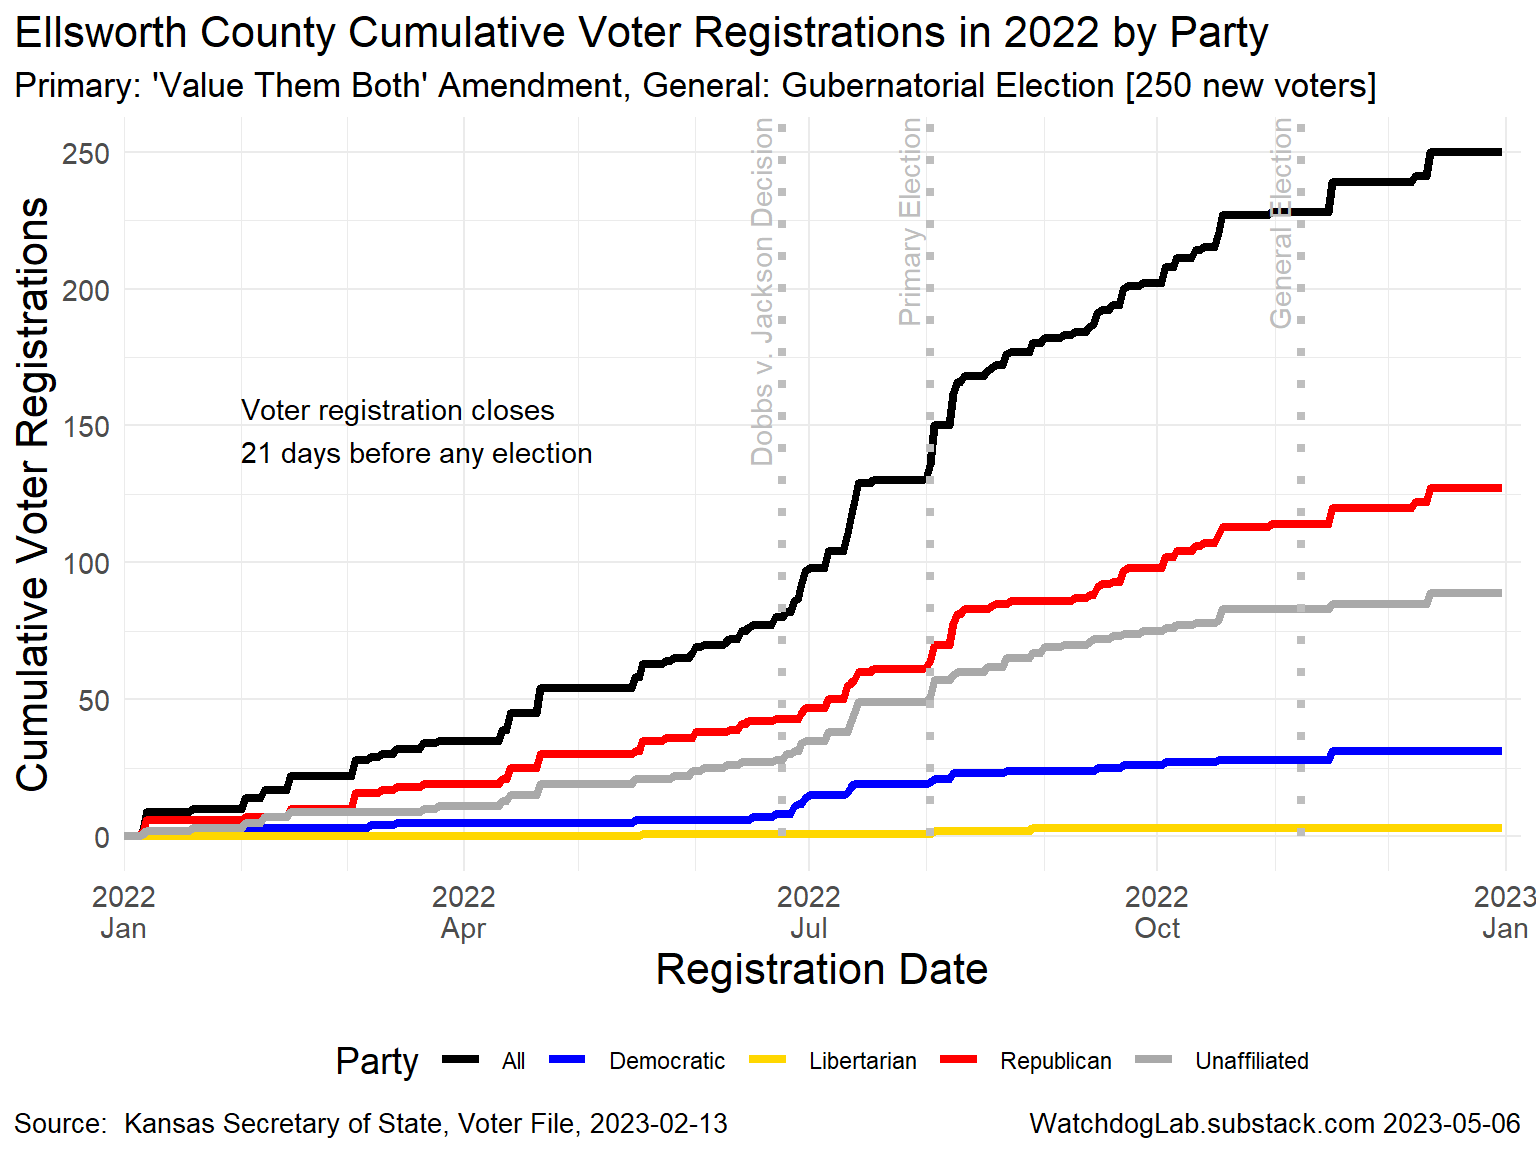 Ellsworth County Cumulative Voter Registrations in 2022 by Party
Primary: 'Value Them Both' Amendment, General: Gubernatorial Election [250 new voters]
Cumulative Voter Registrations
250
200
150
100
50
0
Dobbs v. Jackson Decision
Primary Election
General Election
Voter registration closes
21 days before any election
2022 2022 2022 2022 2023
Jan Apr Jul Oct Jan
Registration Date
Party All Democratic Libertarian Republican Unaffiliated
Source: Kansas Secretary of State, Voter File, 2023-02-13
WatchdogLab.substack.com 2023-05-06